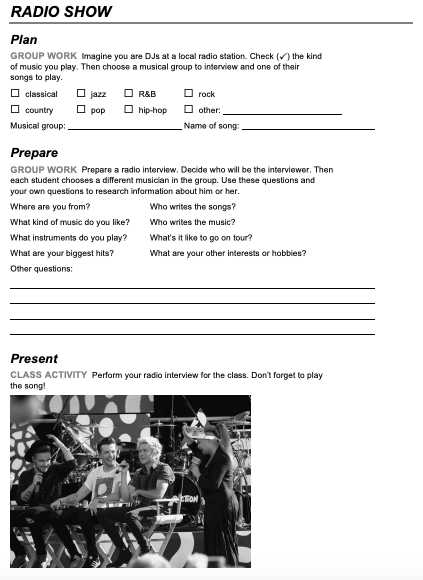 RADIO SHOW
Plan
GROUP WORK Imagine you are DJs at a local radio station. Check (✓) the kind
of music you play. Then choose a musical group to interview and one of their
songs to play.
☐ classical ☐ jazz ☐ R&B ☐ rock
☐ country ☐ pop ☐ hip-hop ☐ other:
Musical group: Name of song:
Prepare
GROUP WORK Prepare a radio interview. Decide who will be the interviewer. Then
each student chooses a different musician in the group. Use these questions and
your own questions to research information about him or her.
Where are you from? Who writes the songs?
What kind of music do you like? Who writes the music?
What instruments do you play? What's it like to go on tour?
What are your biggest hits? What are your other interests or hobbies?
Other questions:
Present
CLASS ACTIVITY Perform your radio interview for the class. Don't forget to play
the song!